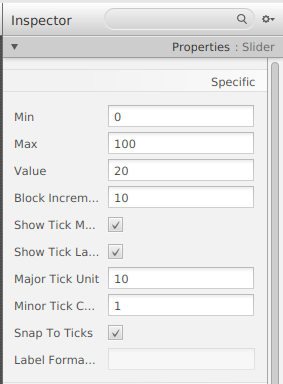 Inspector
Properties : Slider
Specific
Min 0
Max 100
Value 20
Block Increm... 10
Show Tick M...
Show Tick La...
Major Tick Unit 10
Minor Tick C... 1
Snap To Ticks
Label Forma...